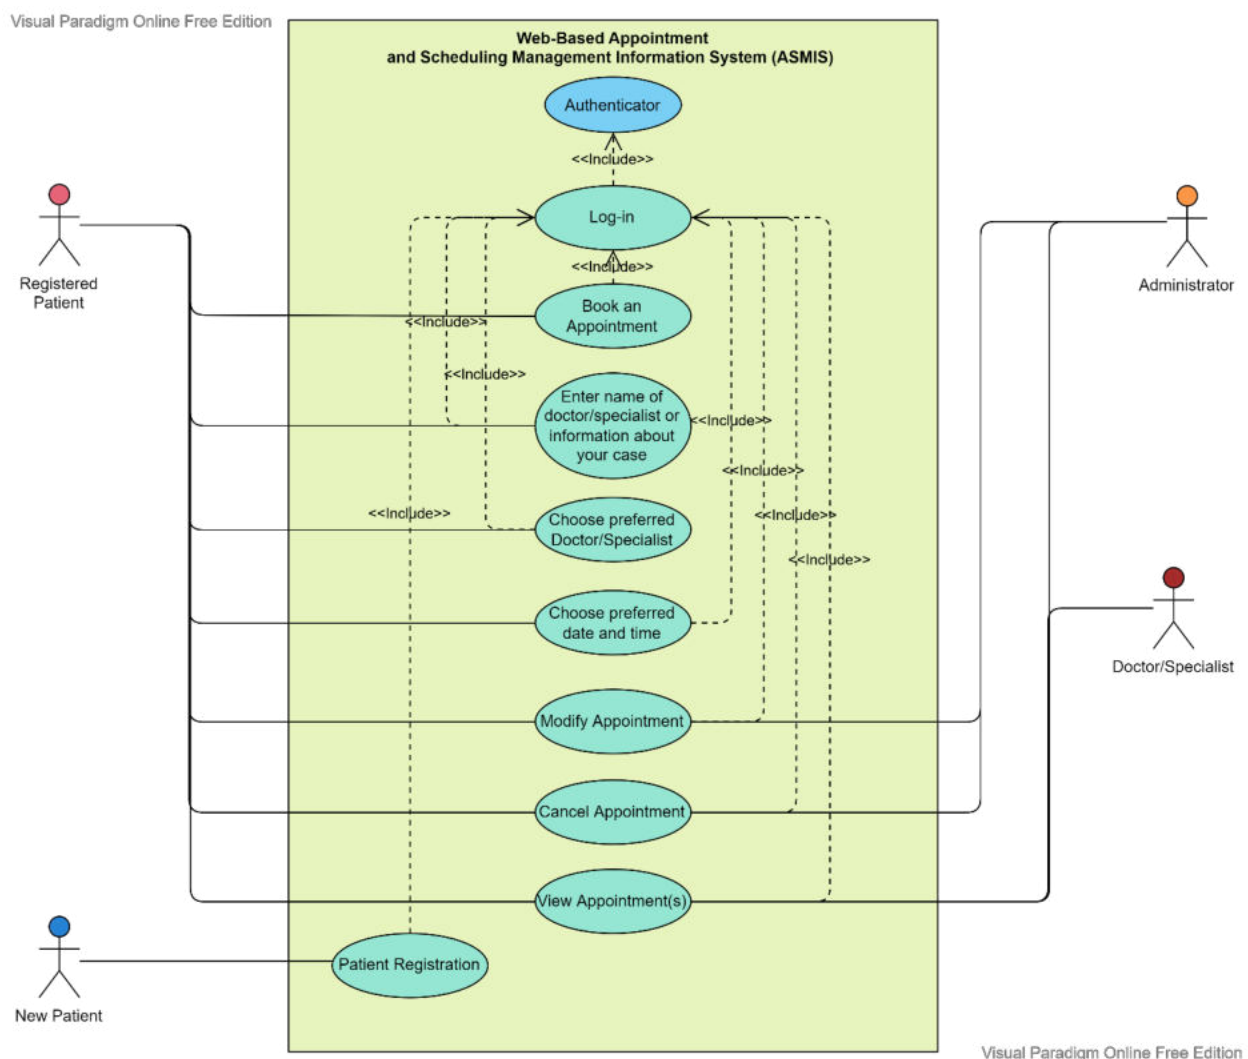 Visual Paradigm Online Free Edition
Web-Based Appointment
and Scheduling Management Information System (ASMIS)
Authenticator
<<Include>>
Log-in
<<Include>>
Registered
Patient
Administrator
Book an
Appointment
<<Include>>
<<Include>>
Enter name of
doctor/specialist or
information about
your case
<<Include>>
<<Include>>
<<Include>>
Choose preferred
Doctor/Specialist
<<Include>>
<<Include>>
Choose preferred
date and time
Doctor/Specialist
Modify Appointment
Cancel Appointment
View Appointment(s)
Patient Registration
New Patient
Visual Paradigm Online Free Edition